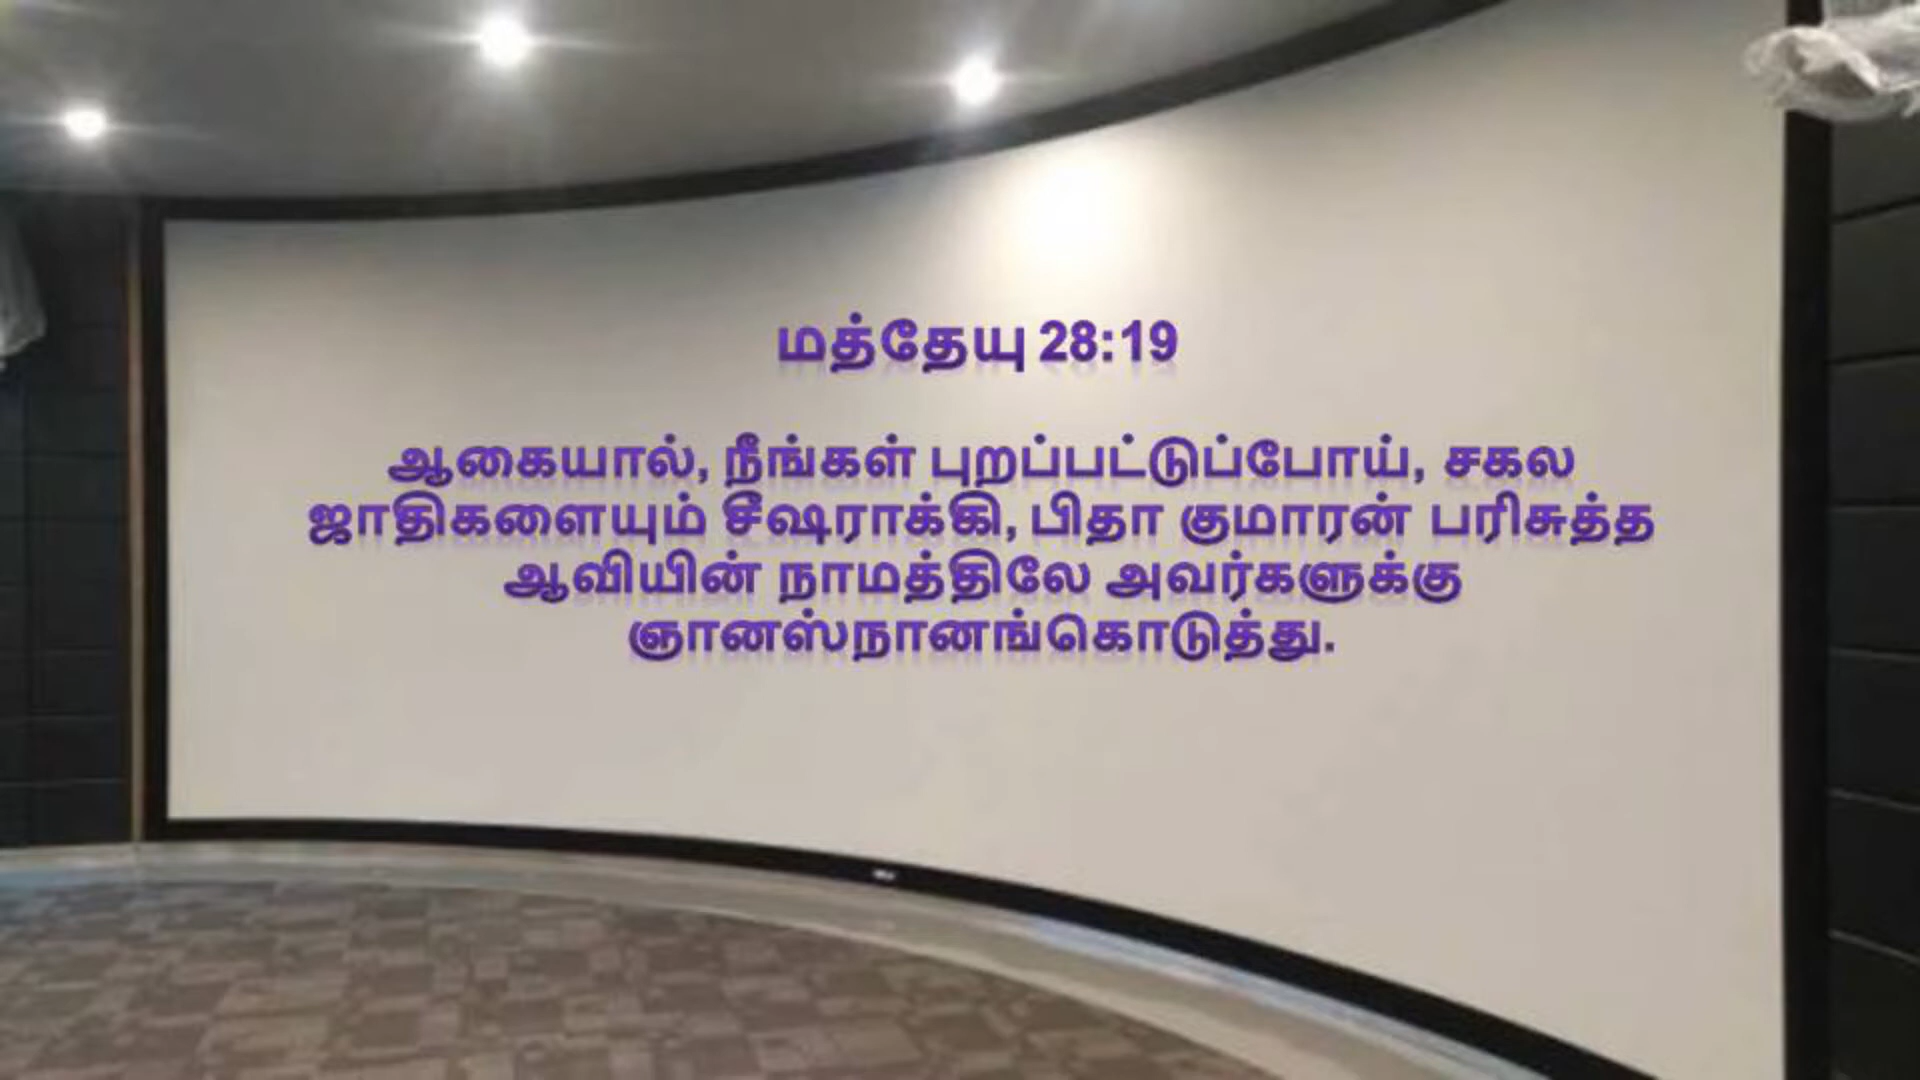 மத்தேயு 28:19
ஆகையால், நீங்கள் புறப்பட்டுப்போய், சகல
ஜாதிகளையும் சீஷராக்கி, பிதா குமாரன் பரிசுத்த
ஆவியின் நாமத்திலே அவர்களுக்கு
ஞானஸ்நானங்கொடுத்து.